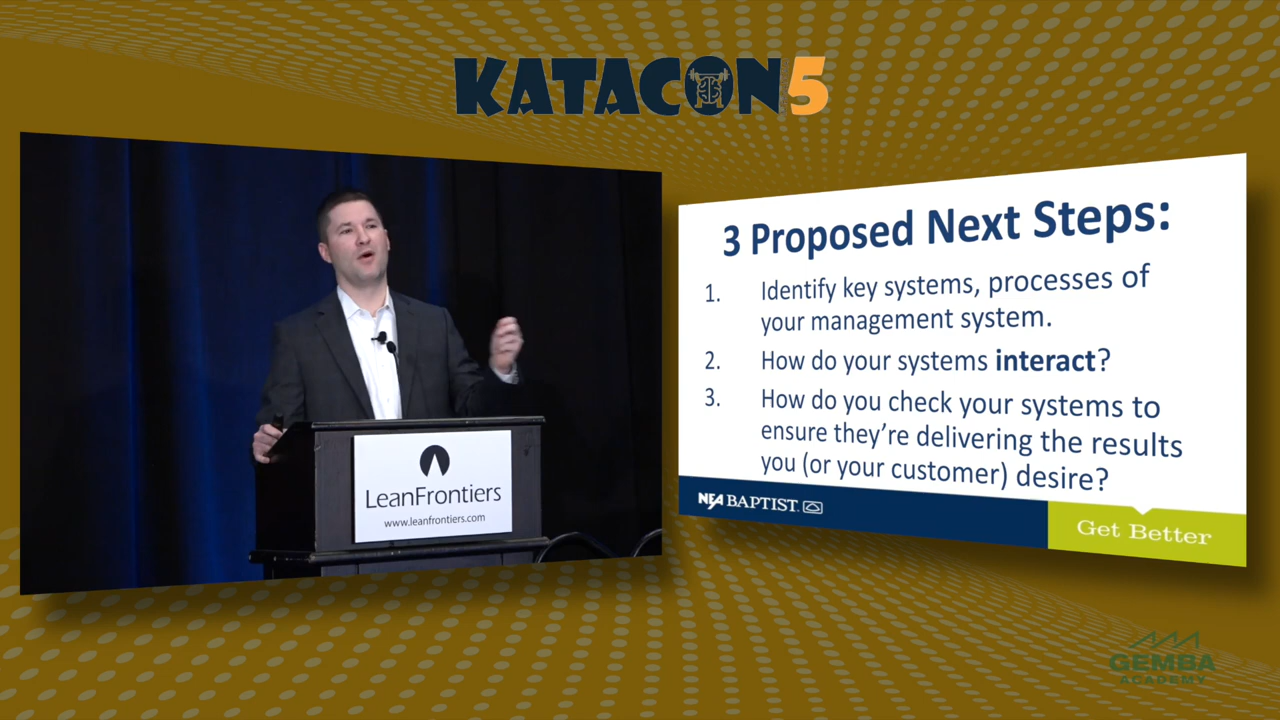 KATACON5
3 Proposed Next Steps:
1. Identify key systems, processes of
your management system.
2. How do your systems interact?
3. How do you check your systems to
ensure they're delivering the results
you (or your customer) desire?
NEA BAPTIST.
Get Better
LeanFrontiers
www.leanfrontiers.com
GEMBA
ACADEMY